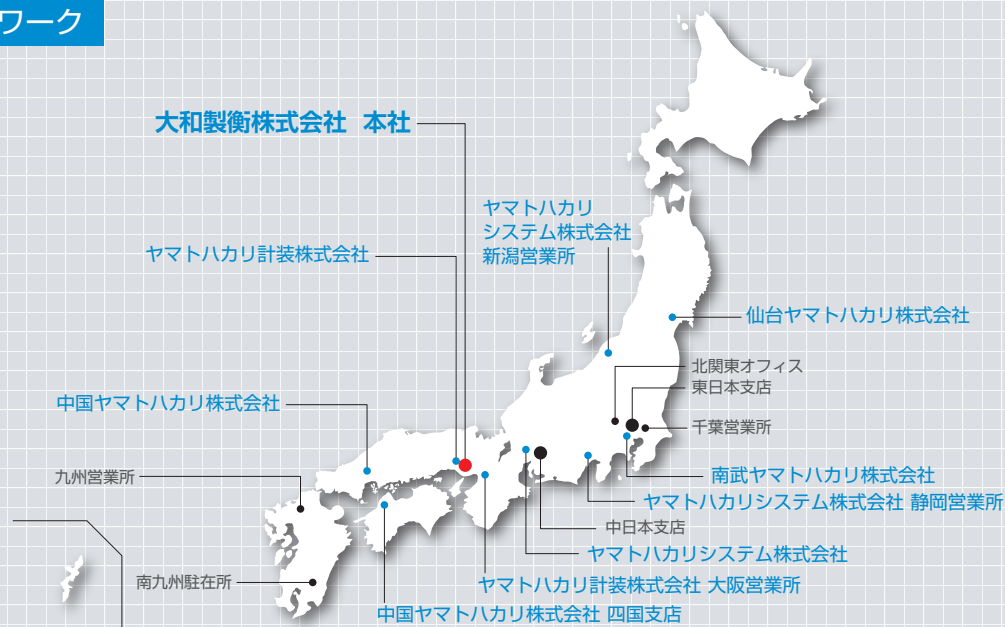 ワーク
大和製衡株式会社 本社
ヤマトハカリ
システム株式会社
新潟営業所
ヤマトハカリ計装株式会社
仙台ヤマトハカリ株式会社
北関東オフィス
東日本支店
中国ヤマトハカリ株式会社
千葉営業所
九州営業所
南武ヤマトハカリ株式会社
ヤマトハカリシステム株式会社 静岡営業所
中日本支店
ヤマトハカリシステム株式会社
南九州駐在所
ヤマトハカリ計装株式会社 大阪営業所
中国ヤマトハカリ株式会社 四国支店